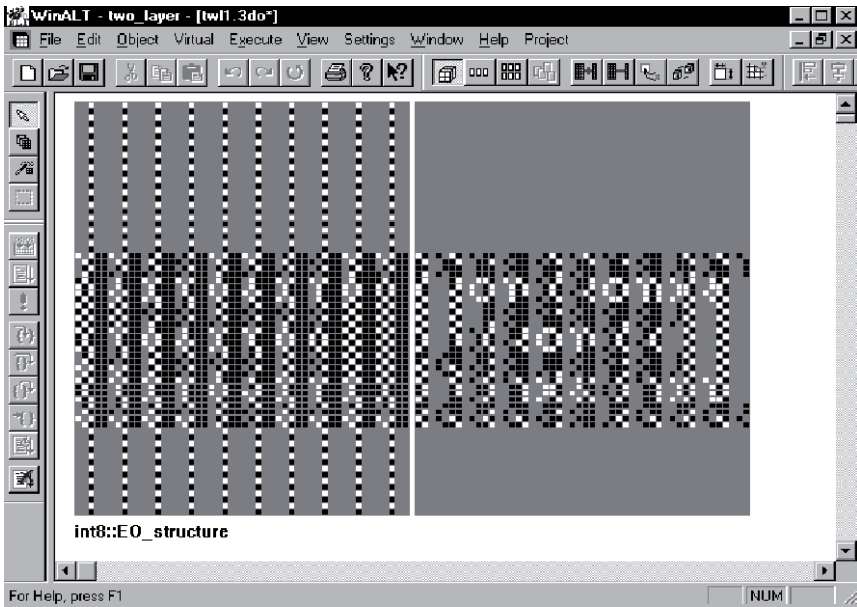 WinALT - two_layer - [twl1.3do*]
File Edit Object Virtual Execute View Settings Window Help Project
int8::EO_structure
For Help, press F1 NUM